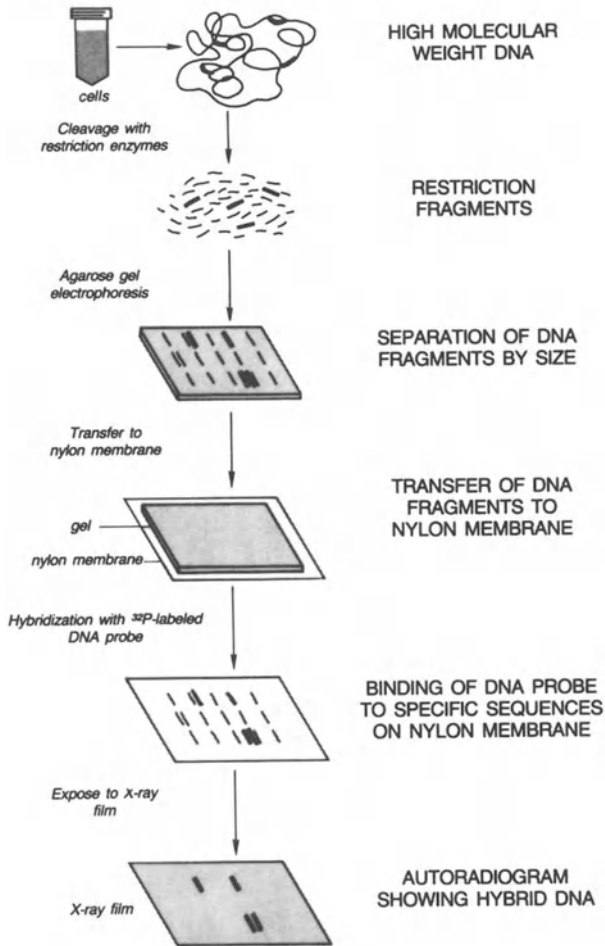 HIGH MOLECULAR
WEIGHT DNA
cells
Cleavage with
restriction enzymes
RESTRICTION
FRAGMENTS
Agarose gel
electrophoresis
SEPARATION OF DNA
FRAGMENTS BY SIZE
Transfer to
nylon membrane
TRANSFER OF DNA
FRAGMENTS TO
NYLON MEMBRANE
gel
nylon membrane
Hybridization with ³²P-labeled
DNA probe
BINDING OF DNA PROBE
TO SPECIFIC SEQUENCES
ON NYLON MEMBRANE
Expose to X-ray
film
AUTORADIOGRAM
SHOWING HYBRID DNA
X-ray film